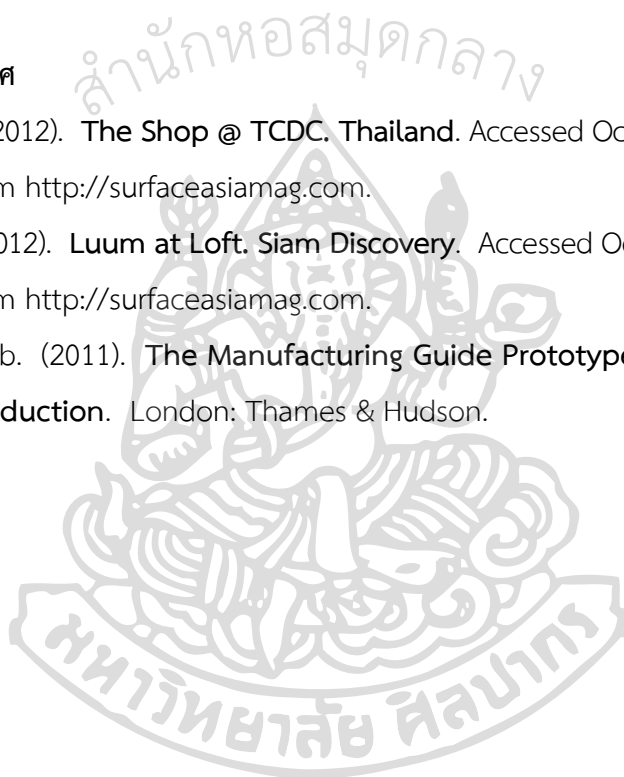 สำนักหอสมุดกลาง
ศ
2012). The Shop @ TCDC. Thailand. Accessed Oc
m http://surfaceasiamag.com.
012). Luum at Loft. Siam Discovery. Accessed Oc
m http://surfaceasiamag.com.
b. (2011). The Manufacturing Guide Prototype
duction. London: Thames & Hudson.
มหาวิทยาลัย ศิลปากร